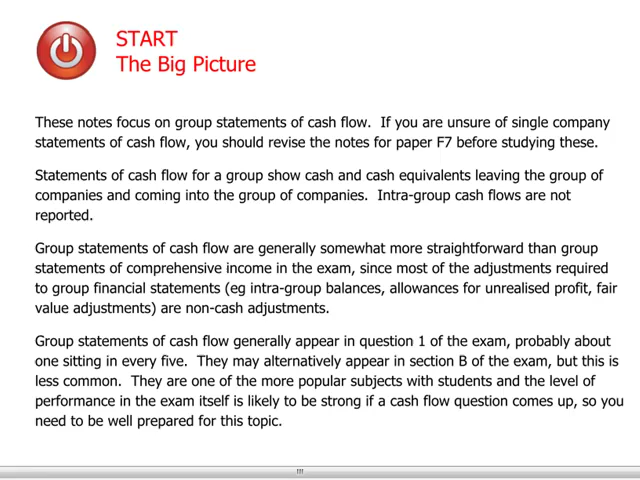 START
The Big Picture
These notes focus on group statements of cash flow.  If you are unsure of single company
statements of cash flow, you should revise the notes for paper F7 before studying these.
Statements of cash flow for a group show cash and cash equivalents leaving the group of
companies and coming into the group of companies.  Intra-group cash flows are not
reported.
Group statements of cash flow are generally somewhat more straightforward than group
statements of comprehensive income in the exam, since most of the adjustments required
to group financial statements (eg intra-group balances, allowances for unrealised profit, fair
value adjustments) are non-cash adjustments.
Group statements of cash flow generally appear in question 1 of the exam, probably about
one sitting in every five.  They may alternatively appear in section B of the exam, but this is
less common.  They are one of the more popular subjects with students and the level of
performance in the exam itself is likely to be strong if a cash flow question comes up, so you
need to be well prepared for this topic.